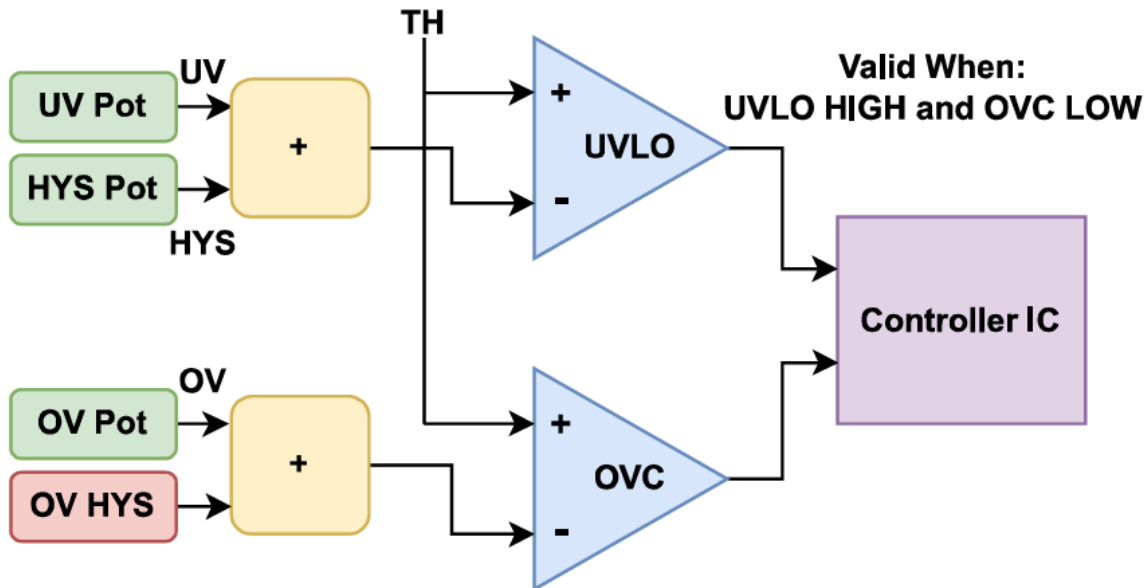 TH
UV
UV Pot
HYS Pot
HYS
+
+
-
UVLO
Valid When:
UVLO HIGH and OVC LOW
Controller IC
OV
OV Pot
OV HYS
+
+
-
OVC